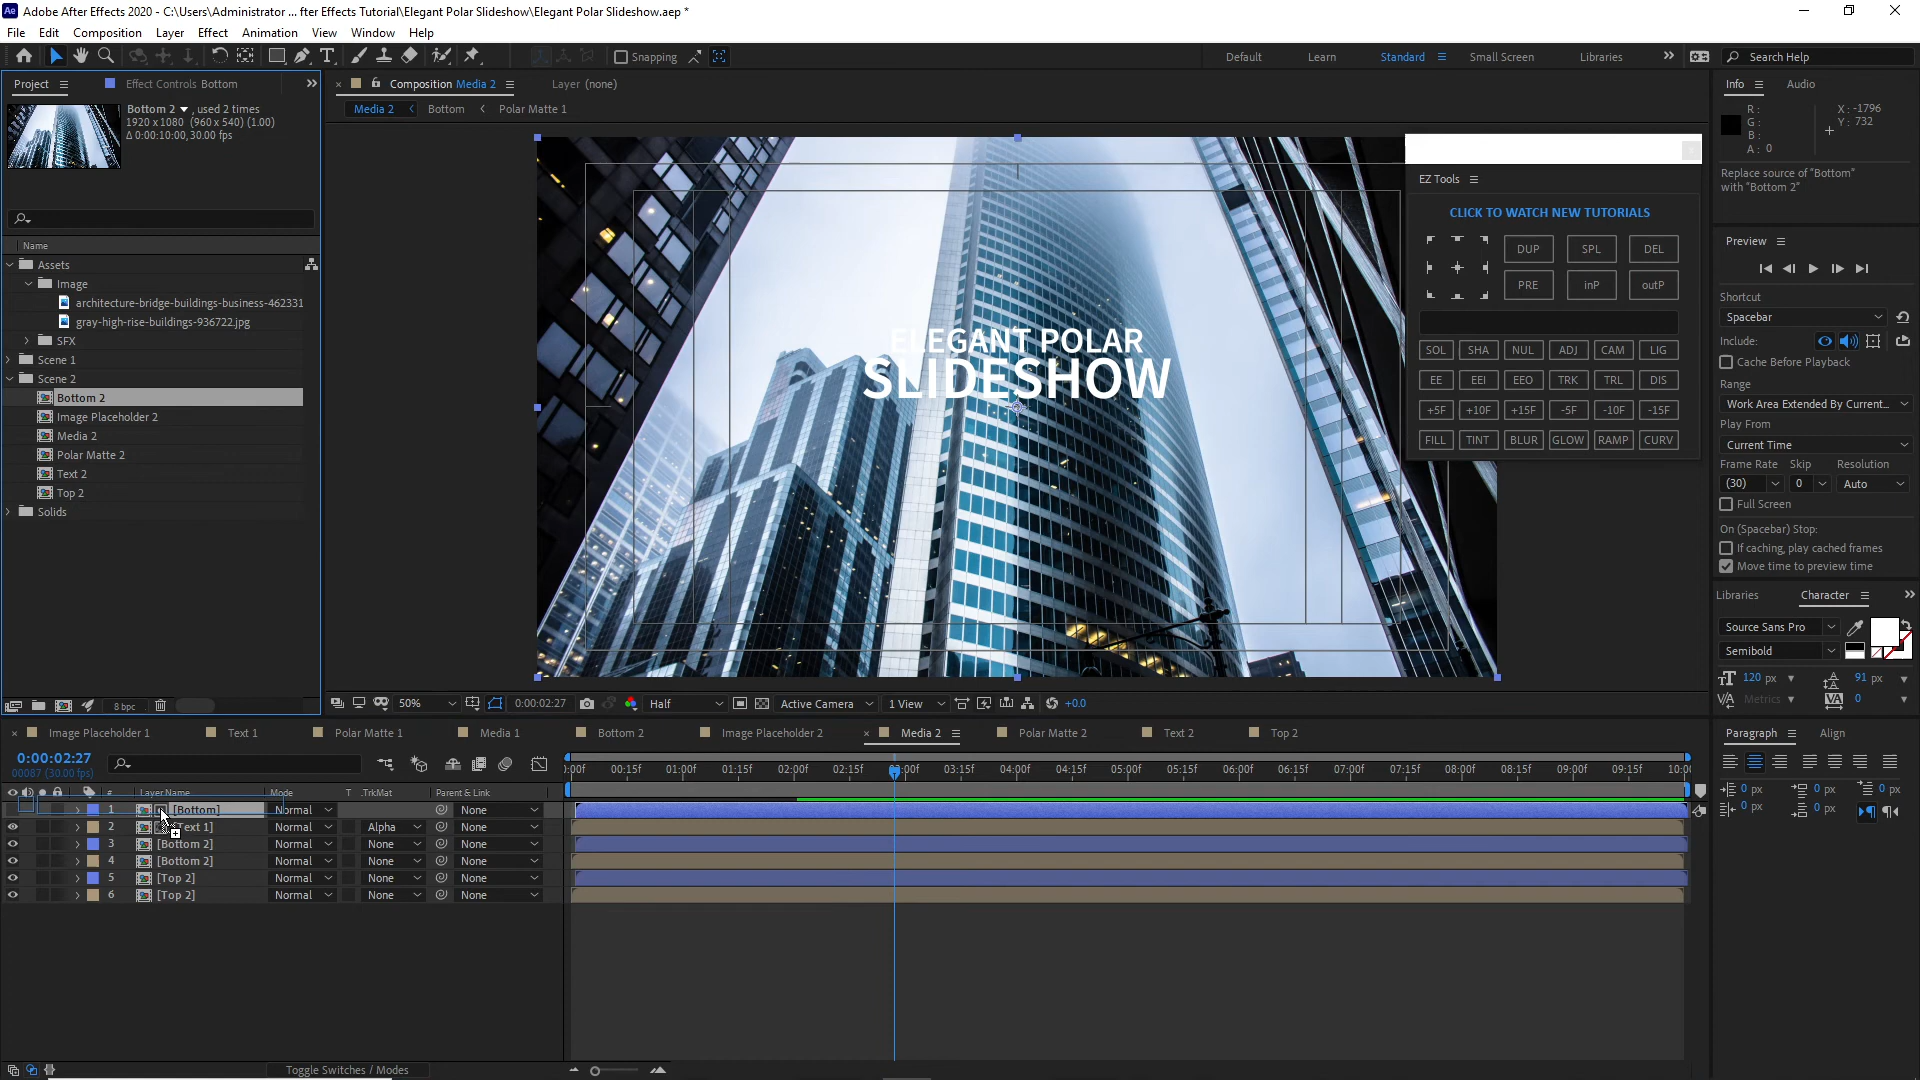 Adobe After Effects 2020 - C:\Users\Administrator ... fter Effects Tutorial\Elegant Polar Slideshow\Elegant Polar Slideshow.aep *
File Edit Composition Layer Effect Animation View Window Help
Snapping
Default Learn Standard Small Screen Libraries
Search Help
Project
Effect Controls Bottom
Bottom 2 , used 2 times
1920 x 1080 (960 x 540) (1.00)
Δ 0:00:10:00, 30.00 fps
Name
Assets
Image
architecture-bridge-buildings-business-462331
gray-high-rise-buildings-936722.jpg
SFX
Scene 1
Scene 2
Bottom 2
Image Placeholder 2
Media 2
Polar Matte 2
Text 2
Top 2
Solids
8 bpc
Composition Media 2
Layer (none)
Media 2 Bottom Polar Matte 1
ELEGANT POLAR
SLIDESHOW
50% 0:00:02:27 Half Active Camera 1 View +0.0
EZ Tools
CLICK TO WATCH NEW TUTORIALS
DUP SPL DEL
PRE inP outP
SOL SHA NUL ADJ CAM LIG
EE EEI EEO TRK TRL DIS
+5F +10F +15F -5F -10F -15F
FILL TINT BLUR GLOW RAMP CURV
Info Audio
R:
G:
B:
A: 0
X: -1796
Y: 732
Replace source of "Bottom"
with "Bottom 2"
Preview
Shortcut
Spacebar
Include:
Cache Before Playback
Range
Work Area Extended By Current...
Play From
Current Time
Frame Rate Skip Resolution
(30) 0 Auto
Full Screen
On (Spacebar) Stop:
If caching, play cached frames
Move time to preview time
Libraries Character
Source Sans Pro
Semibold
120 px 91 px
Metrics 0
Paragraph Align
0 px 0 px 0 px
0 px 0 px
Image Placeholder 1 Text 1 Polar Matte 1 Media 1 Bottom 2 Image Placeholder 2 Media 2 Polar Matte 2 Text 2 Top 2
0:00:02:27
00087 (30.00 fps)
# Layer Name Mode T .TrkMat Parent & Link
:00f 00:15f 01:00f 01:15f 02:00f 02:15f 03:00f 03:15f 04:00f 04:15f 05:00f 05:15f 06:00f 06:15f 07:00f 07:15f 08:00f 08:15f 09:00f 09:15f 10:0
1 [Bottom] Normal None
2 [Text 1] Normal Alpha None
3 [Bottom 2] Normal None None
4 [Bottom 2] Normal None None
5 [Top 2] Normal None None
6 [Top 2] Normal None None
Toggle Switches / Modes